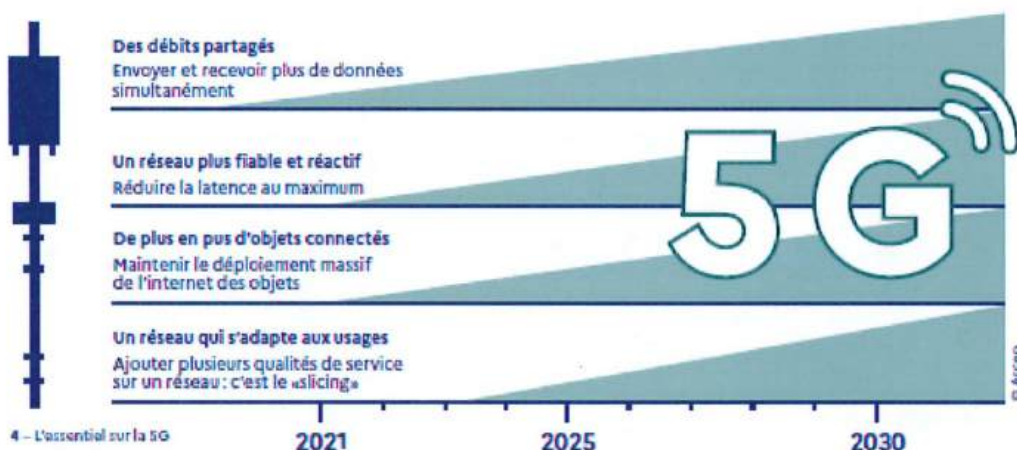 Des débits partagés
Envoyer et recevoir plus de données
simultanément
Un réseau plus fiable et réactif
Réduire la latence au maximum
De plus en pus d'objets connectés
Maintenir le déploiement massif
de l'internet des objets
Un réseau qui s'adapte aux usages
Ajouter plusieurs qualités de service
sur un réseau : c'est le «slicing»
5G
© Arcep
4 – L'essentiel sur la 5G
2021
2025
2030